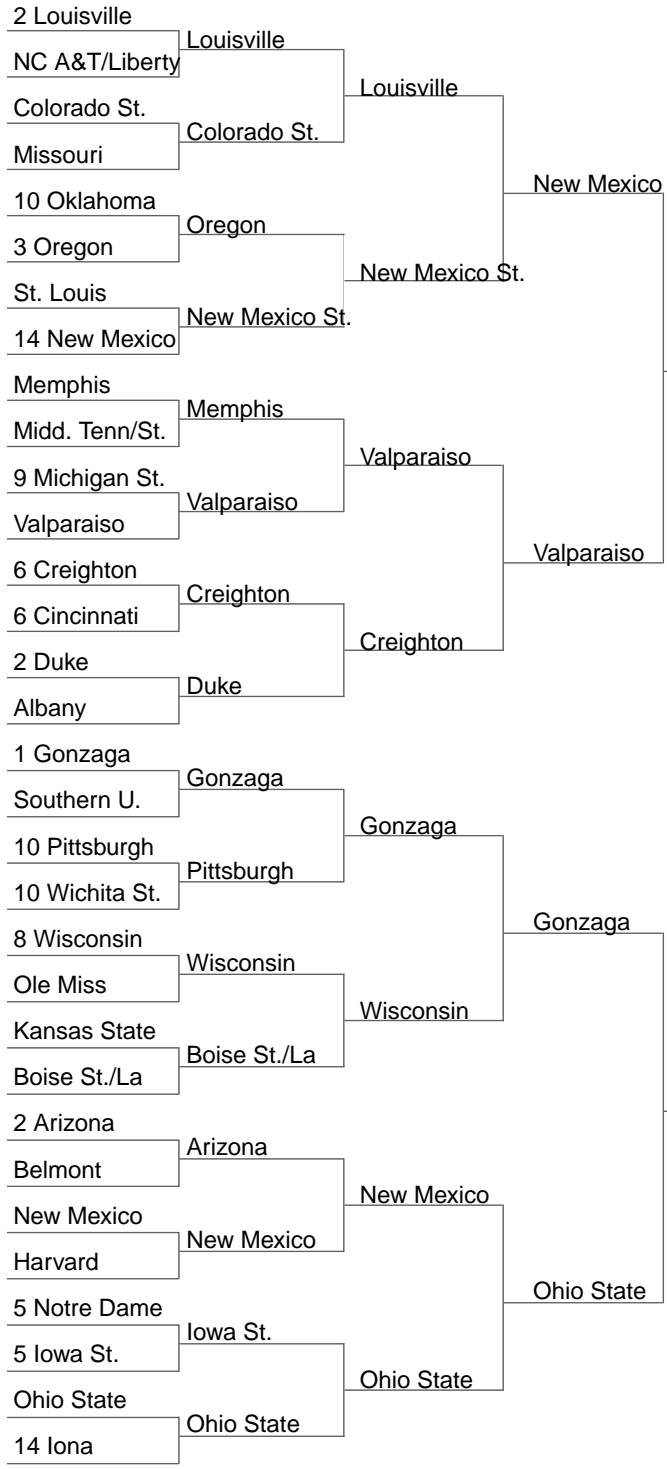 2 Louisville
NC A&T/Liberty
Colorado St.
Missouri
10 Oklahoma
3 Oregon
St. Louis
14 New Mexico
Memphis
Midd. Tenn/St.
9 Michigan St.
Valparaiso
6 Creighton
6 Cincinnati
2 Duke
Albany
1 Gonzaga
Southern U.
10 Pittsburgh
10 Wichita St.
8 Wisconsin
Ole Miss
Kansas State
Boise St./La
2 Arizona
Belmont
New Mexico
Harvard
5 Notre Dame
5 Iowa St.
Ohio State
14 Iona
Louisville
Colorado St.
Oregon
New Mexico St.
Memphis
Valparaiso
Creighton
Duke
Gonzaga
Pittsburgh
Wisconsin
Boise St./La
Arizona
New Mexico
Iowa St.
Ohio State
Louisville
New Mexico St.
Valparaiso
Creighton
Gonzaga
Wisconsin
New Mexico
Ohio State
New Mexico
Valparaiso
Gonzaga
Ohio State